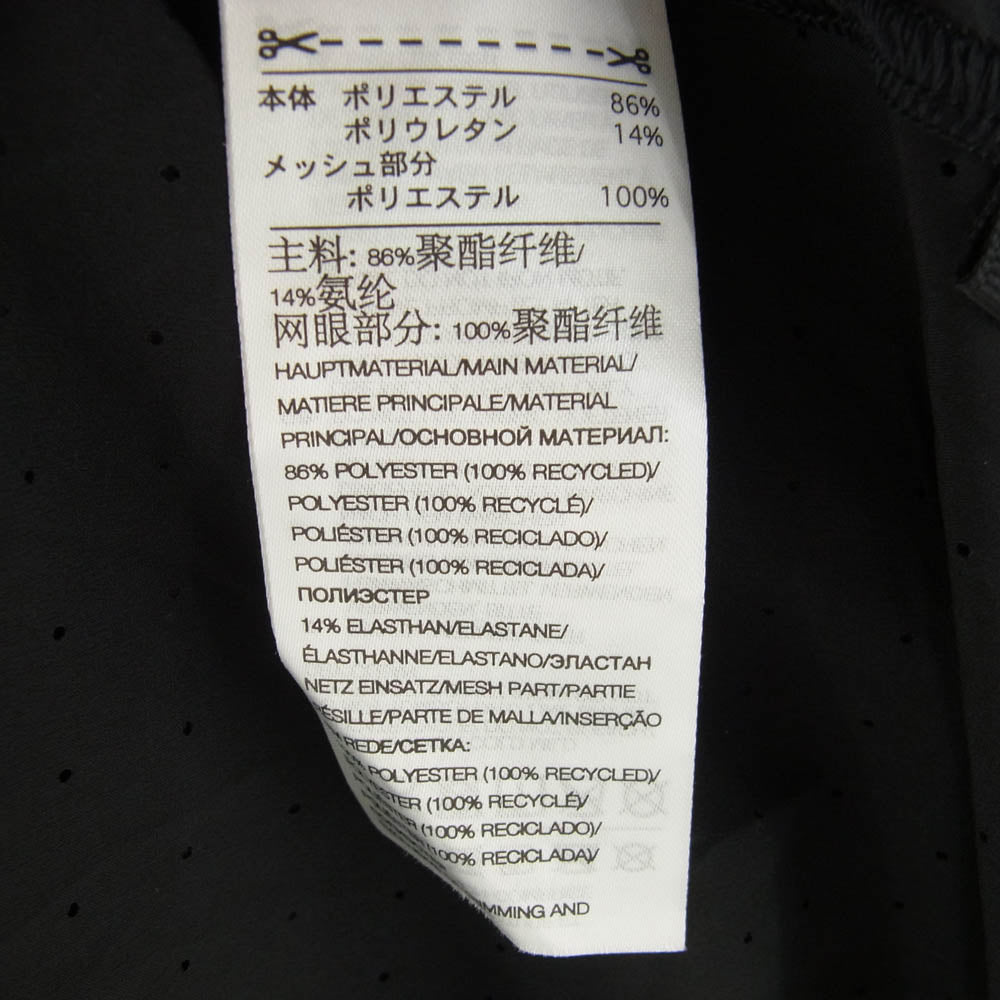 本体 ポリエステル 86%
ポリウレタン 14%
メッシュ部分
ポリエステル 100%
主料: 86%聚酯纤维/
14%氨纶
网眼部分: 100%聚酯纤维
HAUPTMATERIAL/MAIN MATERIAL/
MATIERE PRINCIPALE/MATERIAL
PRINCIPAL/ОСНОВНОЙ МАТЕРИАЛ:
86% POLYESTER (100% RECYCLED)/
POLYESTER (100% RECYCLÉ)/
POLIÉSTER (100% RECICLADO)/
POLIÉSTER (100% RECICLADA)/
ПОЛИЭСТЕР
14% ELASTHAN/ELASTANE/
ÉLASTHANNE/ELASTANO/ЭЛАСТАН
NETZ EINSATZ/MESH PART/PARTIE
ÉSILLE/PARTE DE MALLA/INSERÇÃO
REDE/СЕТКА:
POLYESTER (100% RECYCLED)/
(100% RECYCLÉ)/
(100% RECICLADO)/
100% RECICLADA)/
AND